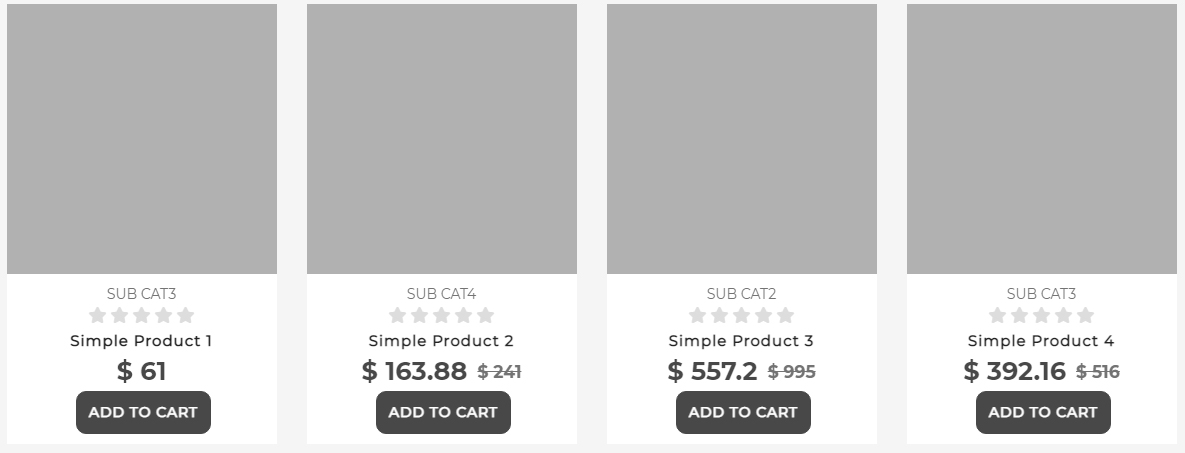 SUB CAT3
Simple Product 1
$ 61
ADD TO CART
SUB CAT4
Simple Product 2
$ 163.88 $ 241
ADD TO CART
SUB CAT2
Simple Product 3
$ 557.2 $ 995
ADD TO CART
SUB CAT3
Simple Product 4
$ 392.16 $ 516
ADD TO CART